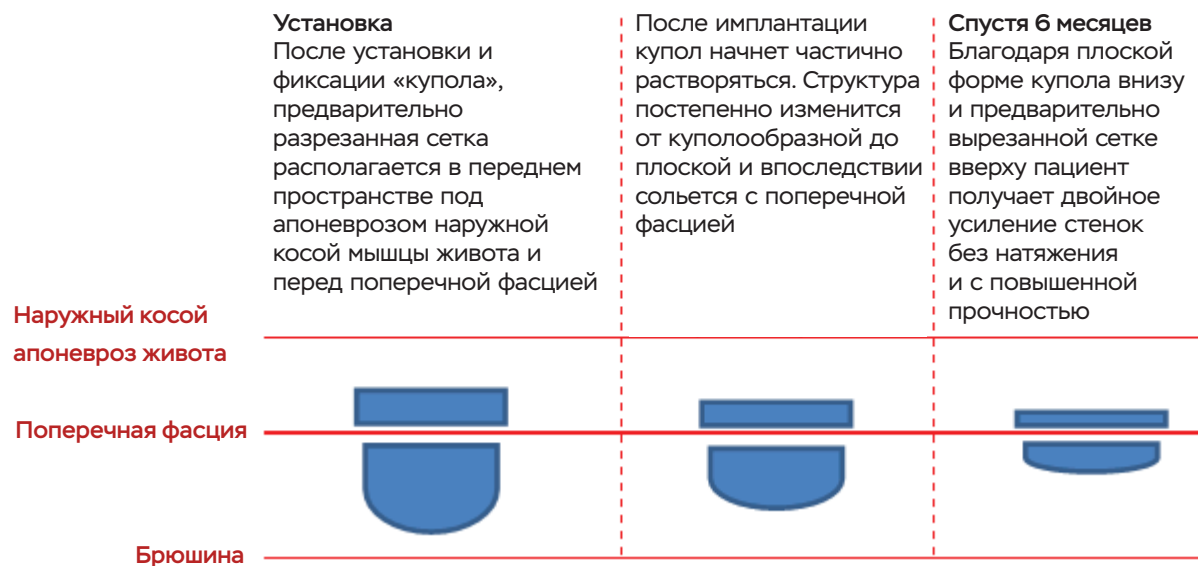 Установка
После установки и
фиксации «купола»,
предварительно
разрезанная сетка
располагается в переднем
пространстве под
апоневрозом наружной
косой мышцы живота и
перед поперечной фасцией
После имплантации
купол начнет частично
растворяться. Структура
постепенно изменится
от куполообразной до
плоской и впоследствии
сольется с поперечной
фасцией
Спустя 6 месяцев
Благодаря плоской
форме купола внизу
и предварительно
вырезанной сетке
вверху пациент
получает двойное
усиление стенок
без натяжения
и с повышенной
прочностью
Наружный косой
апоневроз живота
Поперечная фасция
Брюшина